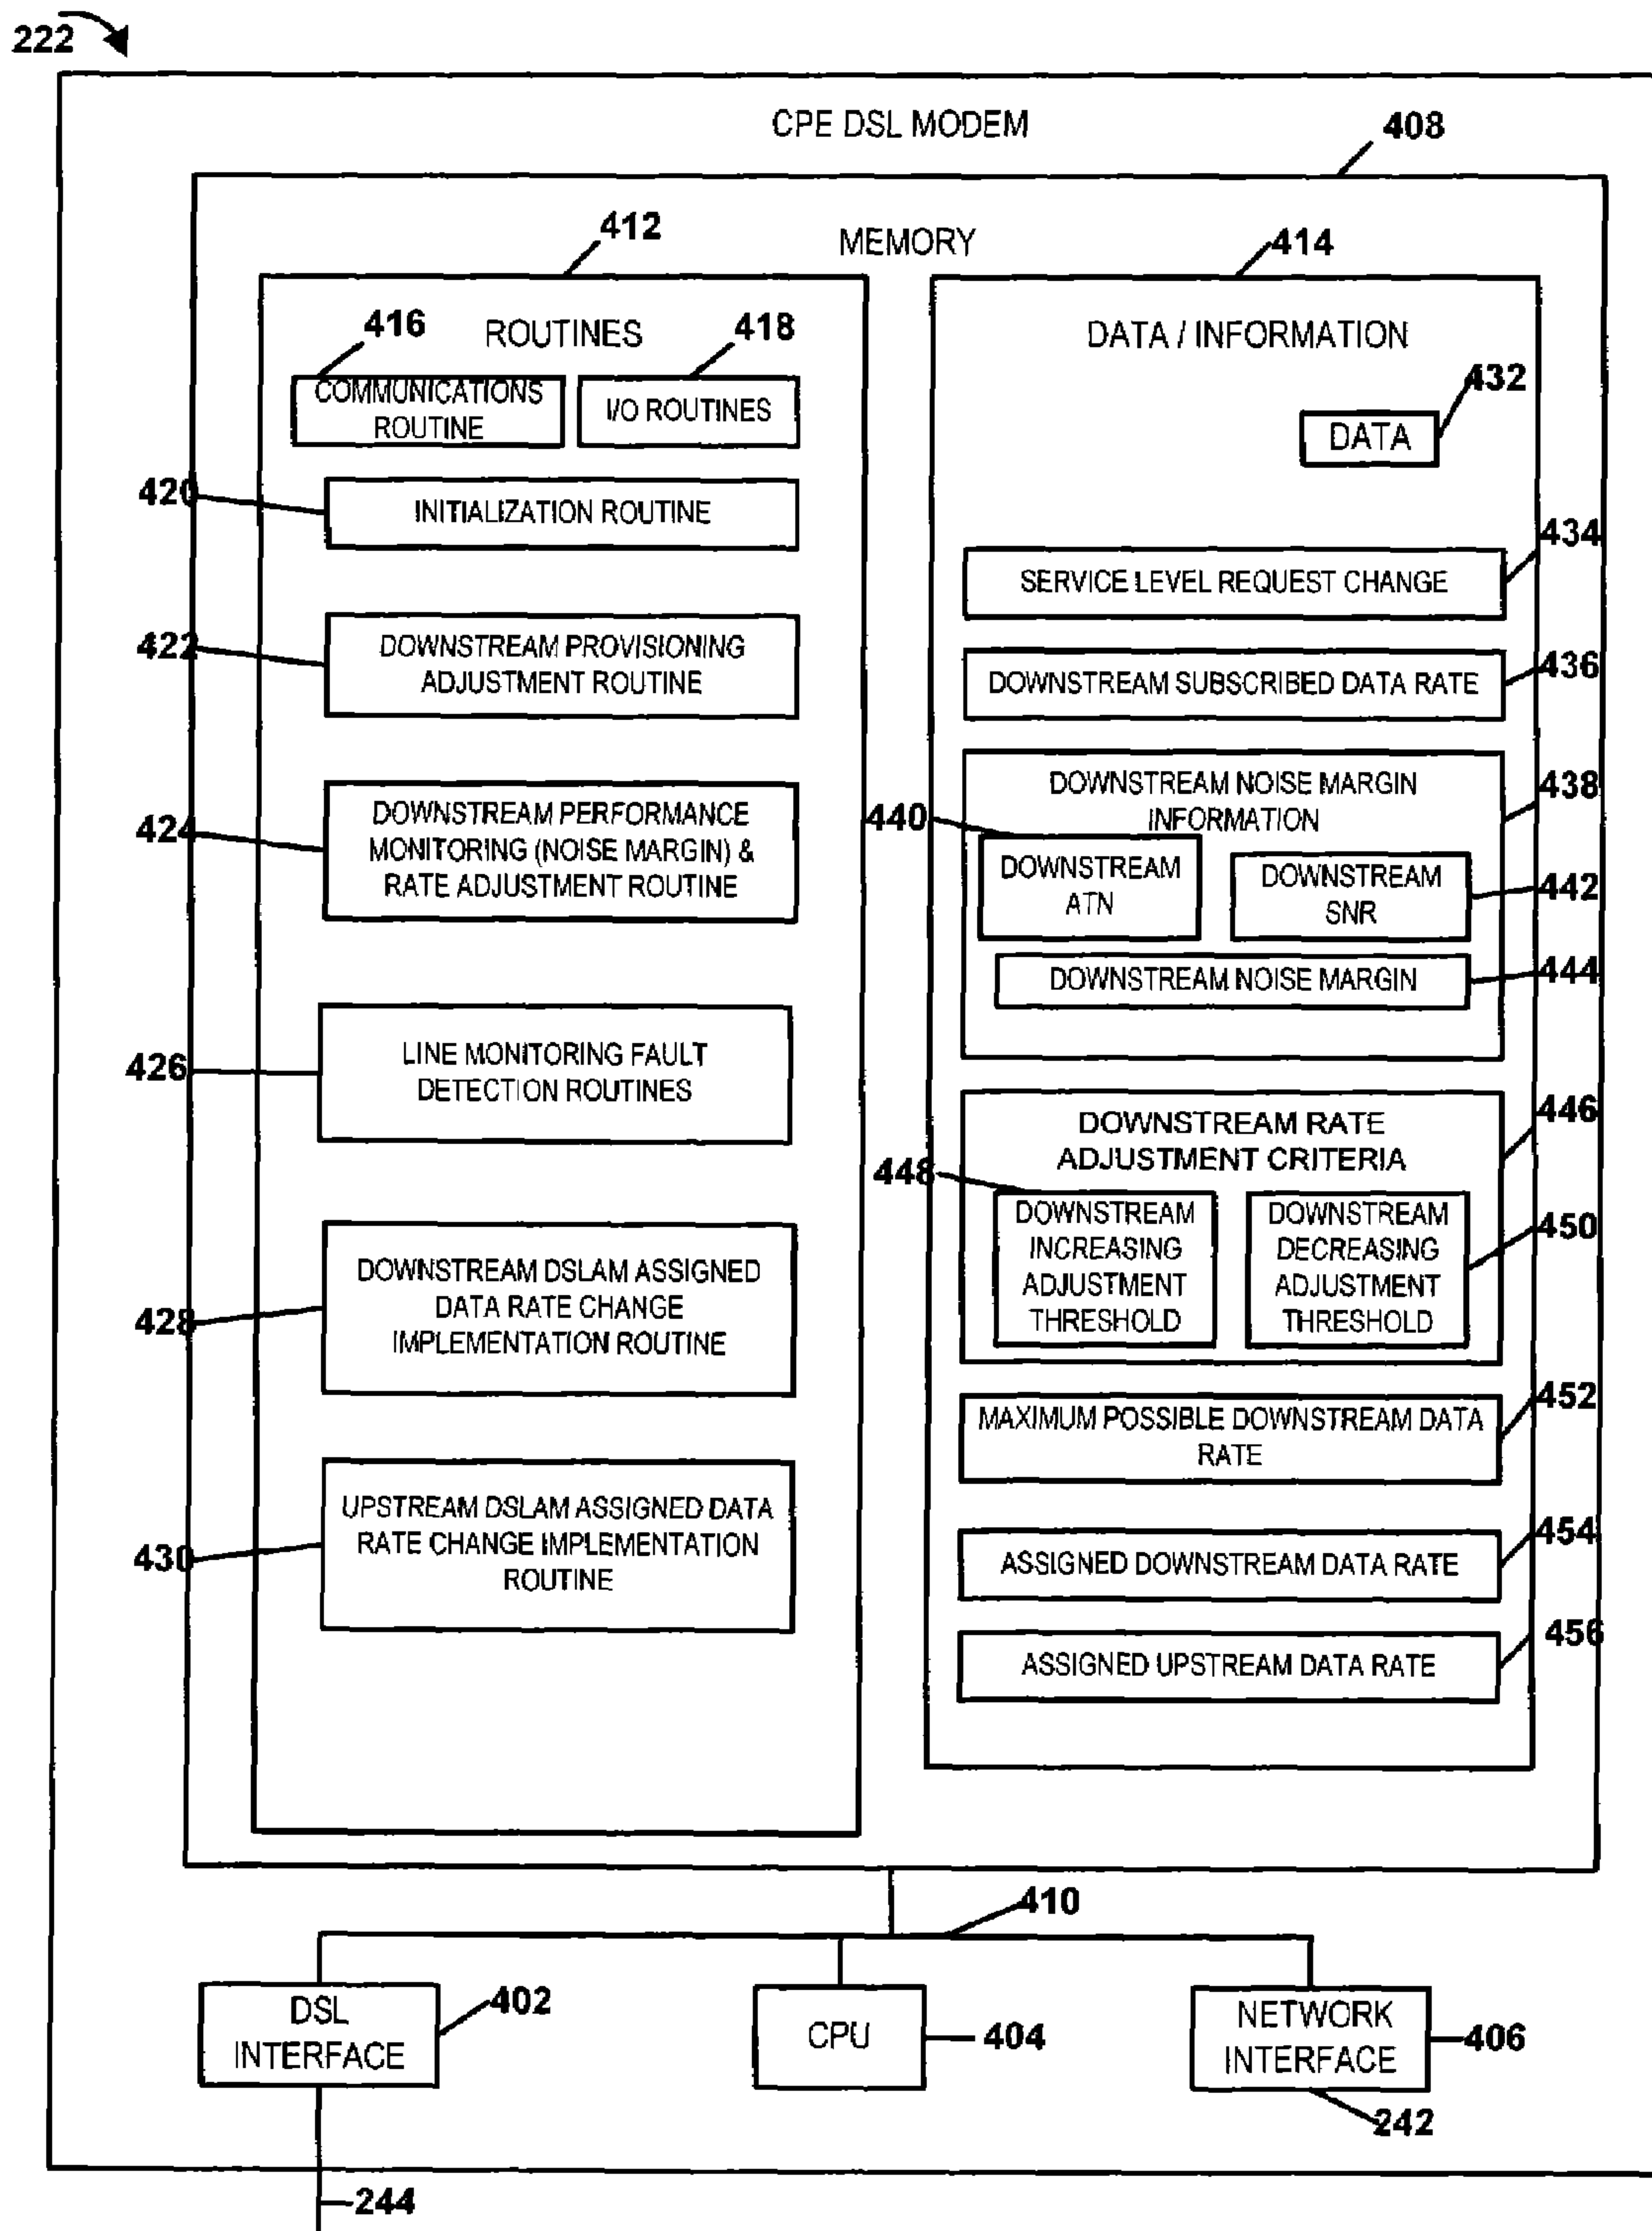 222
CPE DSL MODEM
408
MEMORY
412
414
ROUTINES
416
418
COMMUNICATIONS
ROUTINE
I/O ROUTINES
420
INITIALIZATION ROUTINE
422
DOWNSTREAM PROVISIONING
ADJUSTMENT ROUTINE
424
DOWNSTREAM PERFORMANCE
MONITORING (NOISE MARGIN) &
RATE ADJUSTMENT ROUTINE
426
LINE MONITORING FAULT
DETECTION ROUTINES
428
DOWNSTREAM DSLAM ASSIGNED
DATA RATE CHANGE
IMPLEMENTATION ROUTINE
430
UPSTREAM DSLAM ASSIGNED DATA
RATE CHANGE IMPLEMENTATION
ROUTINE
DATA / INFORMATION
432
DATA
434
SERVICE LEVEL REQUEST CHANGE
436
DOWNSTREAM SUBSCRIBED DATA RATE
438
DOWNSTREAM NOISE MARGIN
INFORMATION
440
DOWNSTREAM
ATN
DOWNSTREAM
SNR
442
DOWNSTREAM NOISE MARGIN
444
446
DOWNSTREAM RATE
ADJUSTMENT CRITERIA
448
DOWNSTREAM
INCREASING
ADJUSTMENT
THRESHOLD
DOWNSTREAM
DECREASING
ADJUSTMENT
THRESHOLD
450
452
MAXIMUM POSSIBLE DOWNSTREAM DATA
RATE
454
ASSIGNED DOWNSTREAM DATA RATE
456
ASSIGNED UPSTREAM DATA RATE
410
DSL
INTERFACE
402
CPU
404
NETWORK
INTERFACE
406
242
244